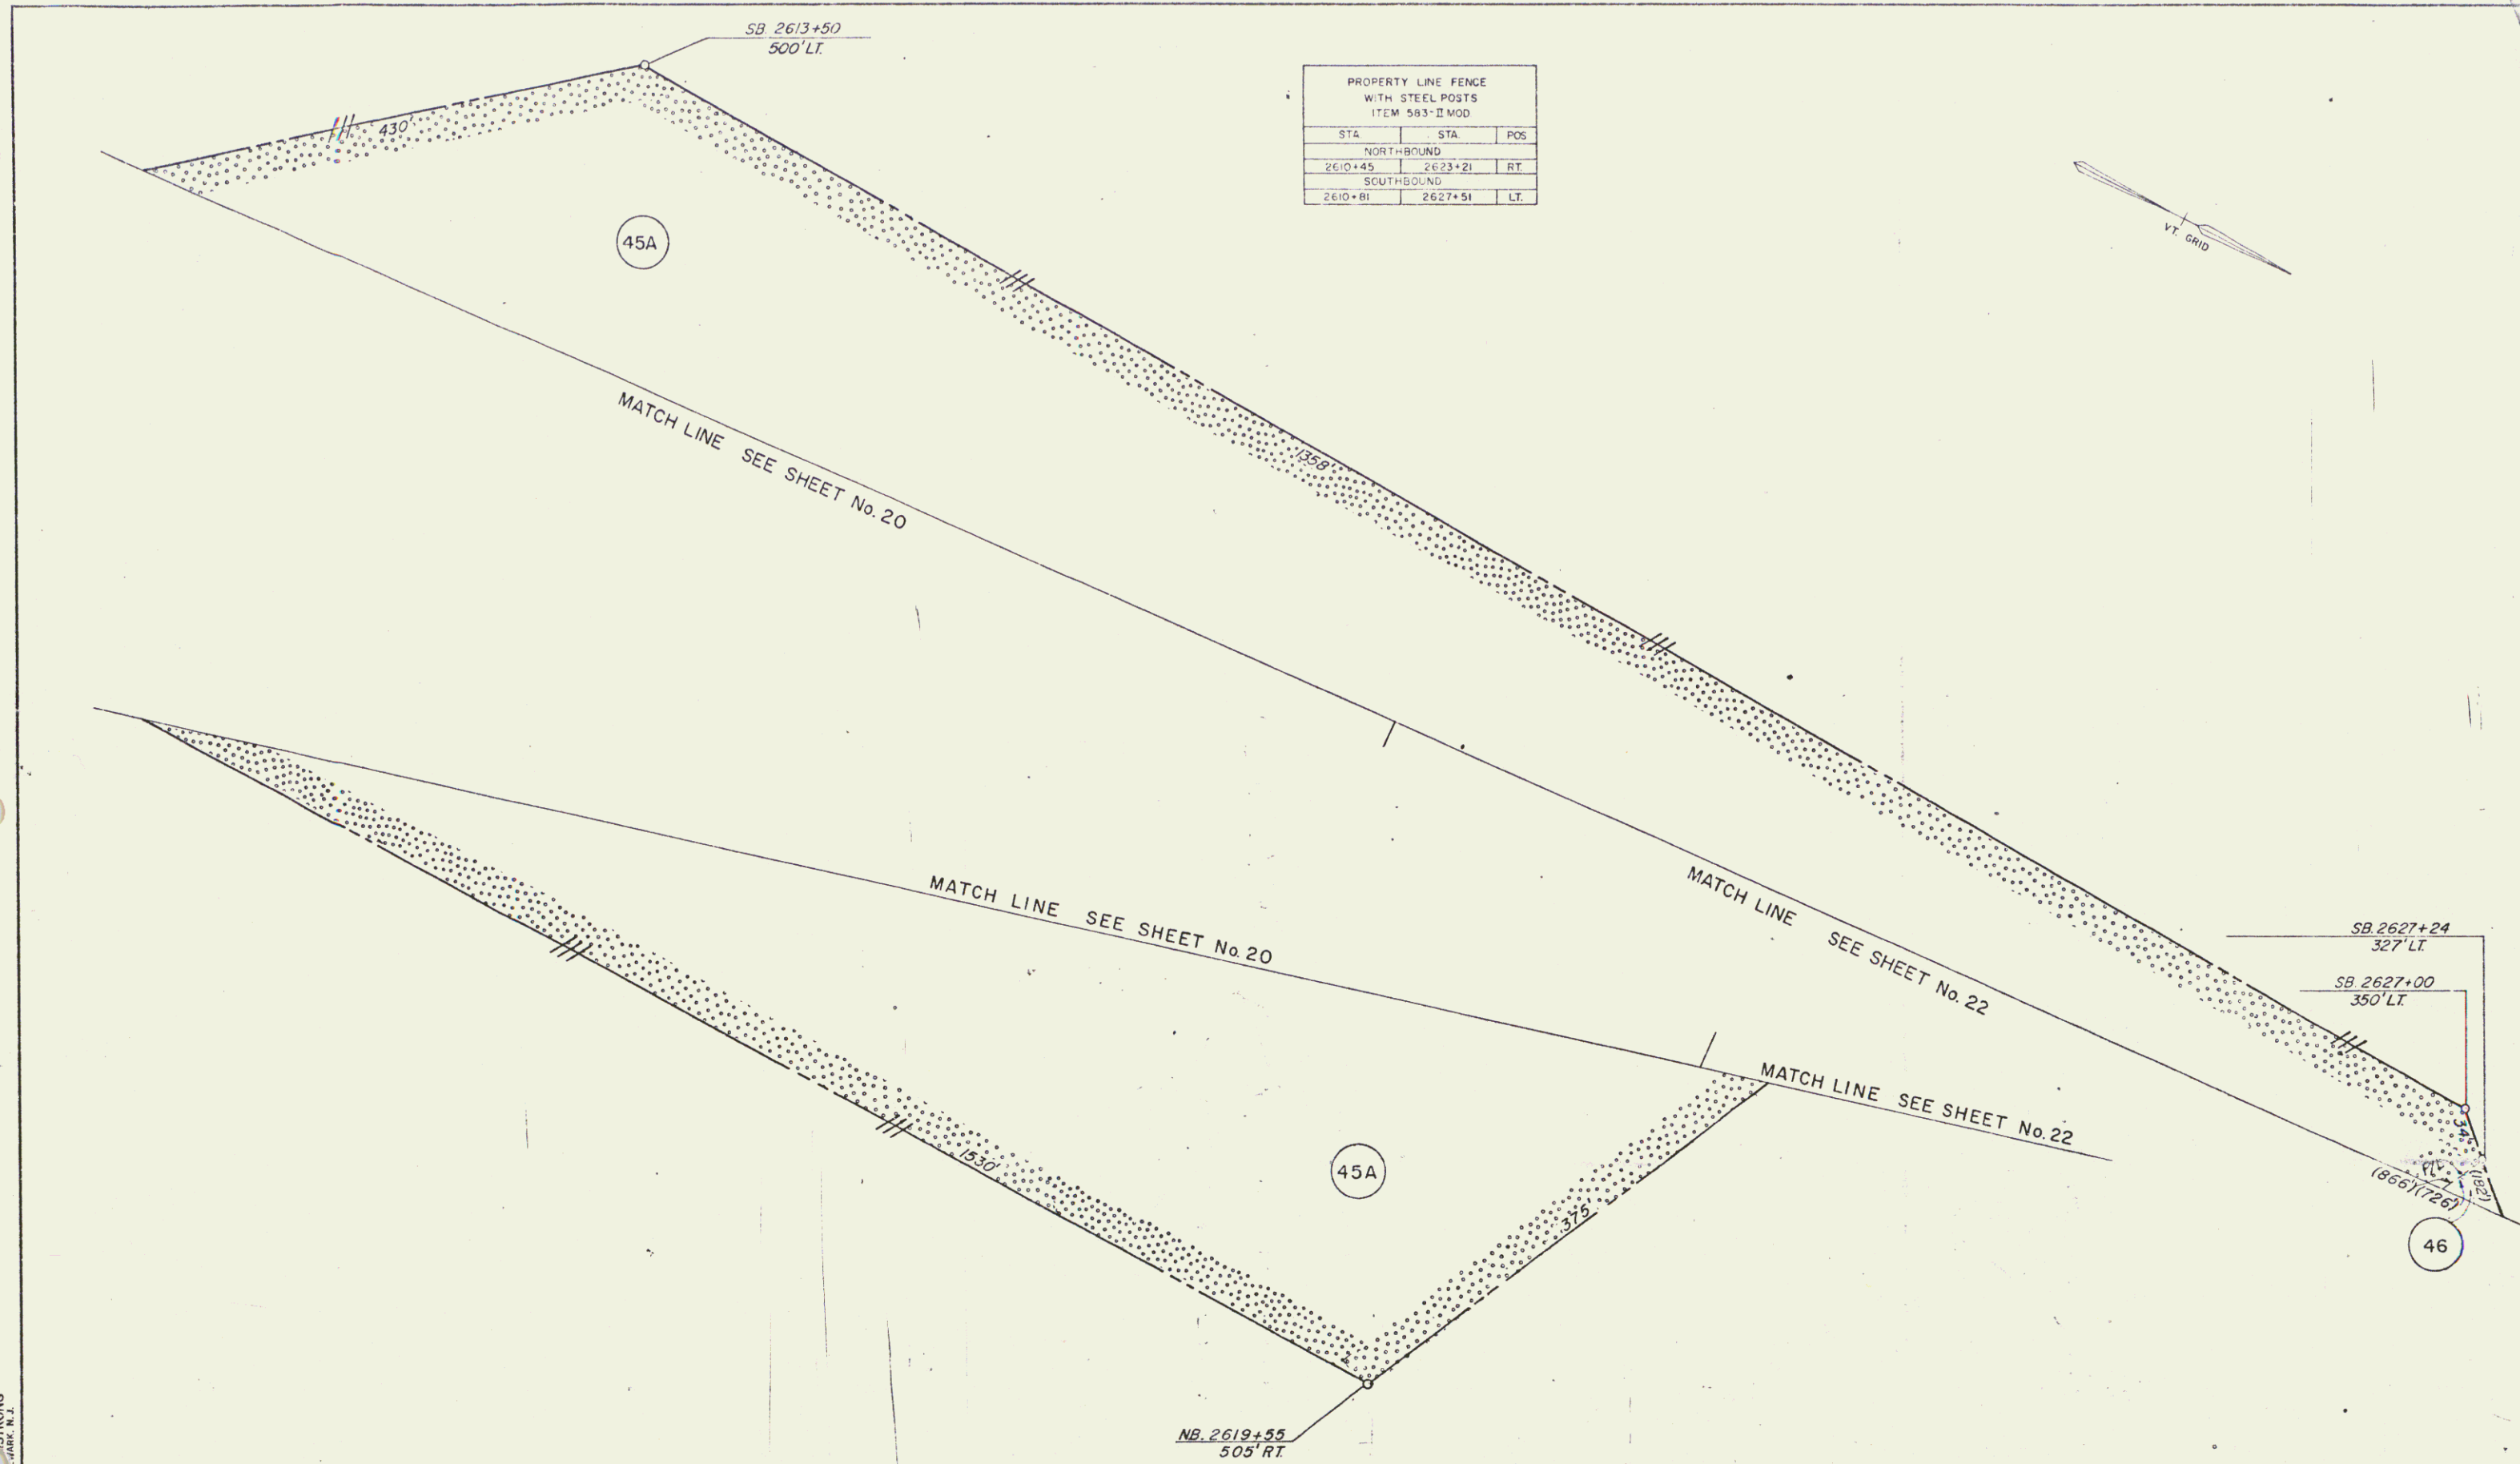 SB. 2613+50
500' LT.
PROPERTY LINE FENCE
WITH STEEL POSTS
ITEM 583-II MOD
STA. STA. POS
NORTHBOUND
2610+45 2623+21 RT.
SOUTHBOUND
2610+81 2627+51 LT.
430'
VT. GRID
45A
MATCH LINE SEE SHEET No. 20
1358'
MATCH LINE SEE SHEET No. 20
MATCH LINE SEE SHEET No. 22
SB. 2627+24
327' LT.
SB. 2627+00
350' LT.
MATCH LINE SEE SHEET No. 22
34'
(182')
(866')(726')
46
1530'
45A
375'
NB. 2619+55
505' RT.